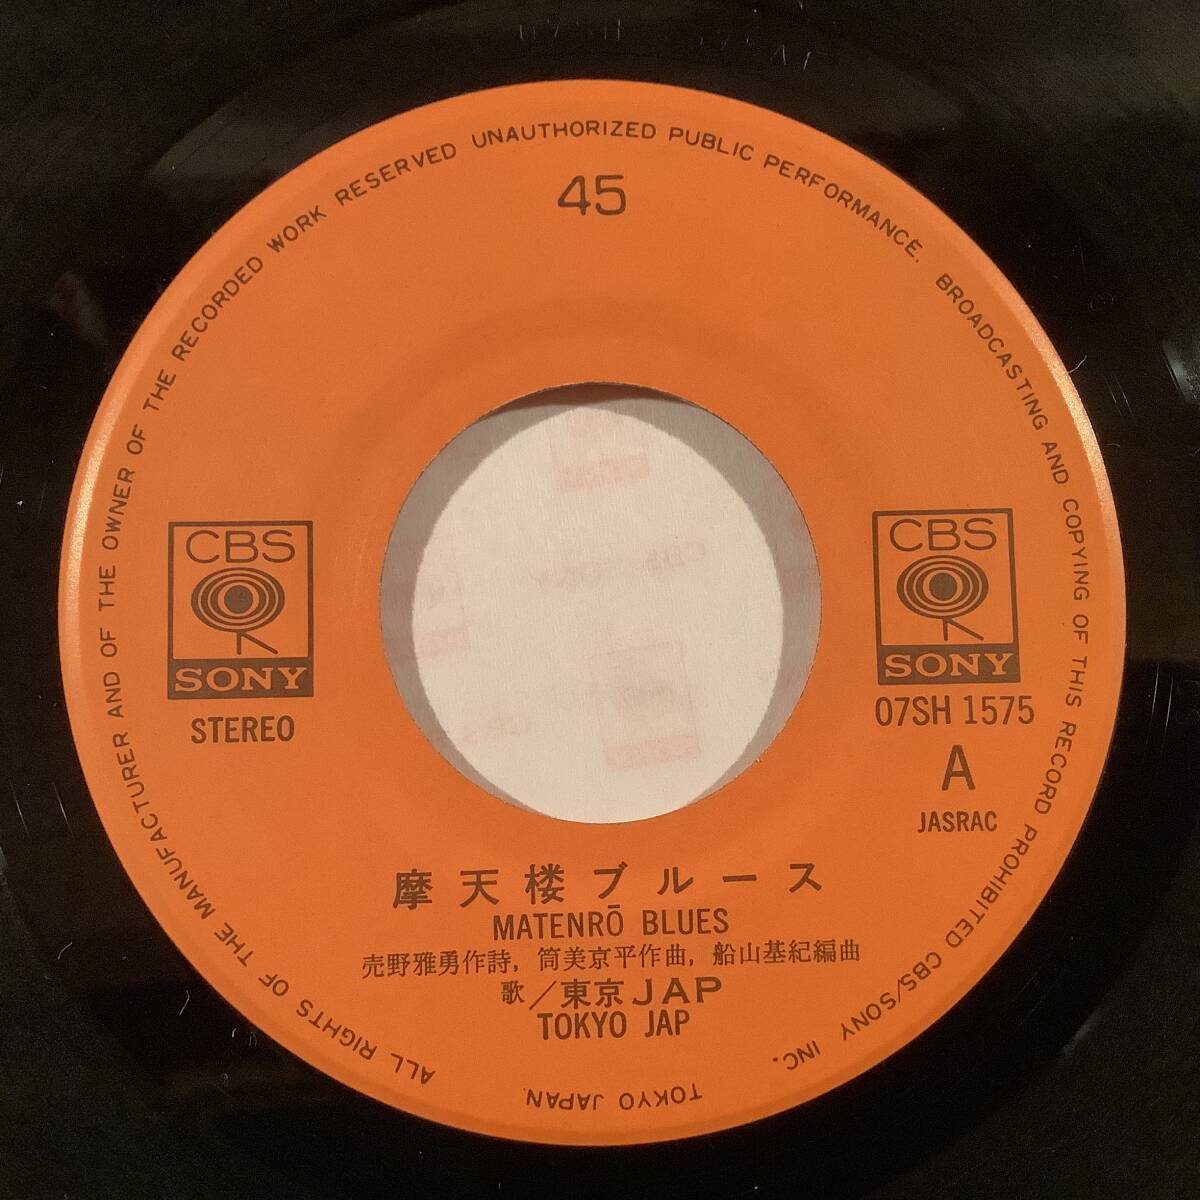 ALL RIGHTS OF THE MANUFACTURER AND OF THE OWNER OF THE RECORDED WORK RESERVED UNAUTHORIZED PUBLIC PERFORMANCE. BROADCASTING AND COPYING OF THIS RECORD PROHIBITED CBS/SONY INC. TOKYO JAPAN.
45
CBS
SONY
STEREO
CBS
SONY
07SH 1575
A
JASRAC
摩天楼ブルース
MATENRŌ BLUES
売野雅勇作詩, 筒美京平作曲, 船山基紀編曲
歌／東京JAP
TOKYO JAP